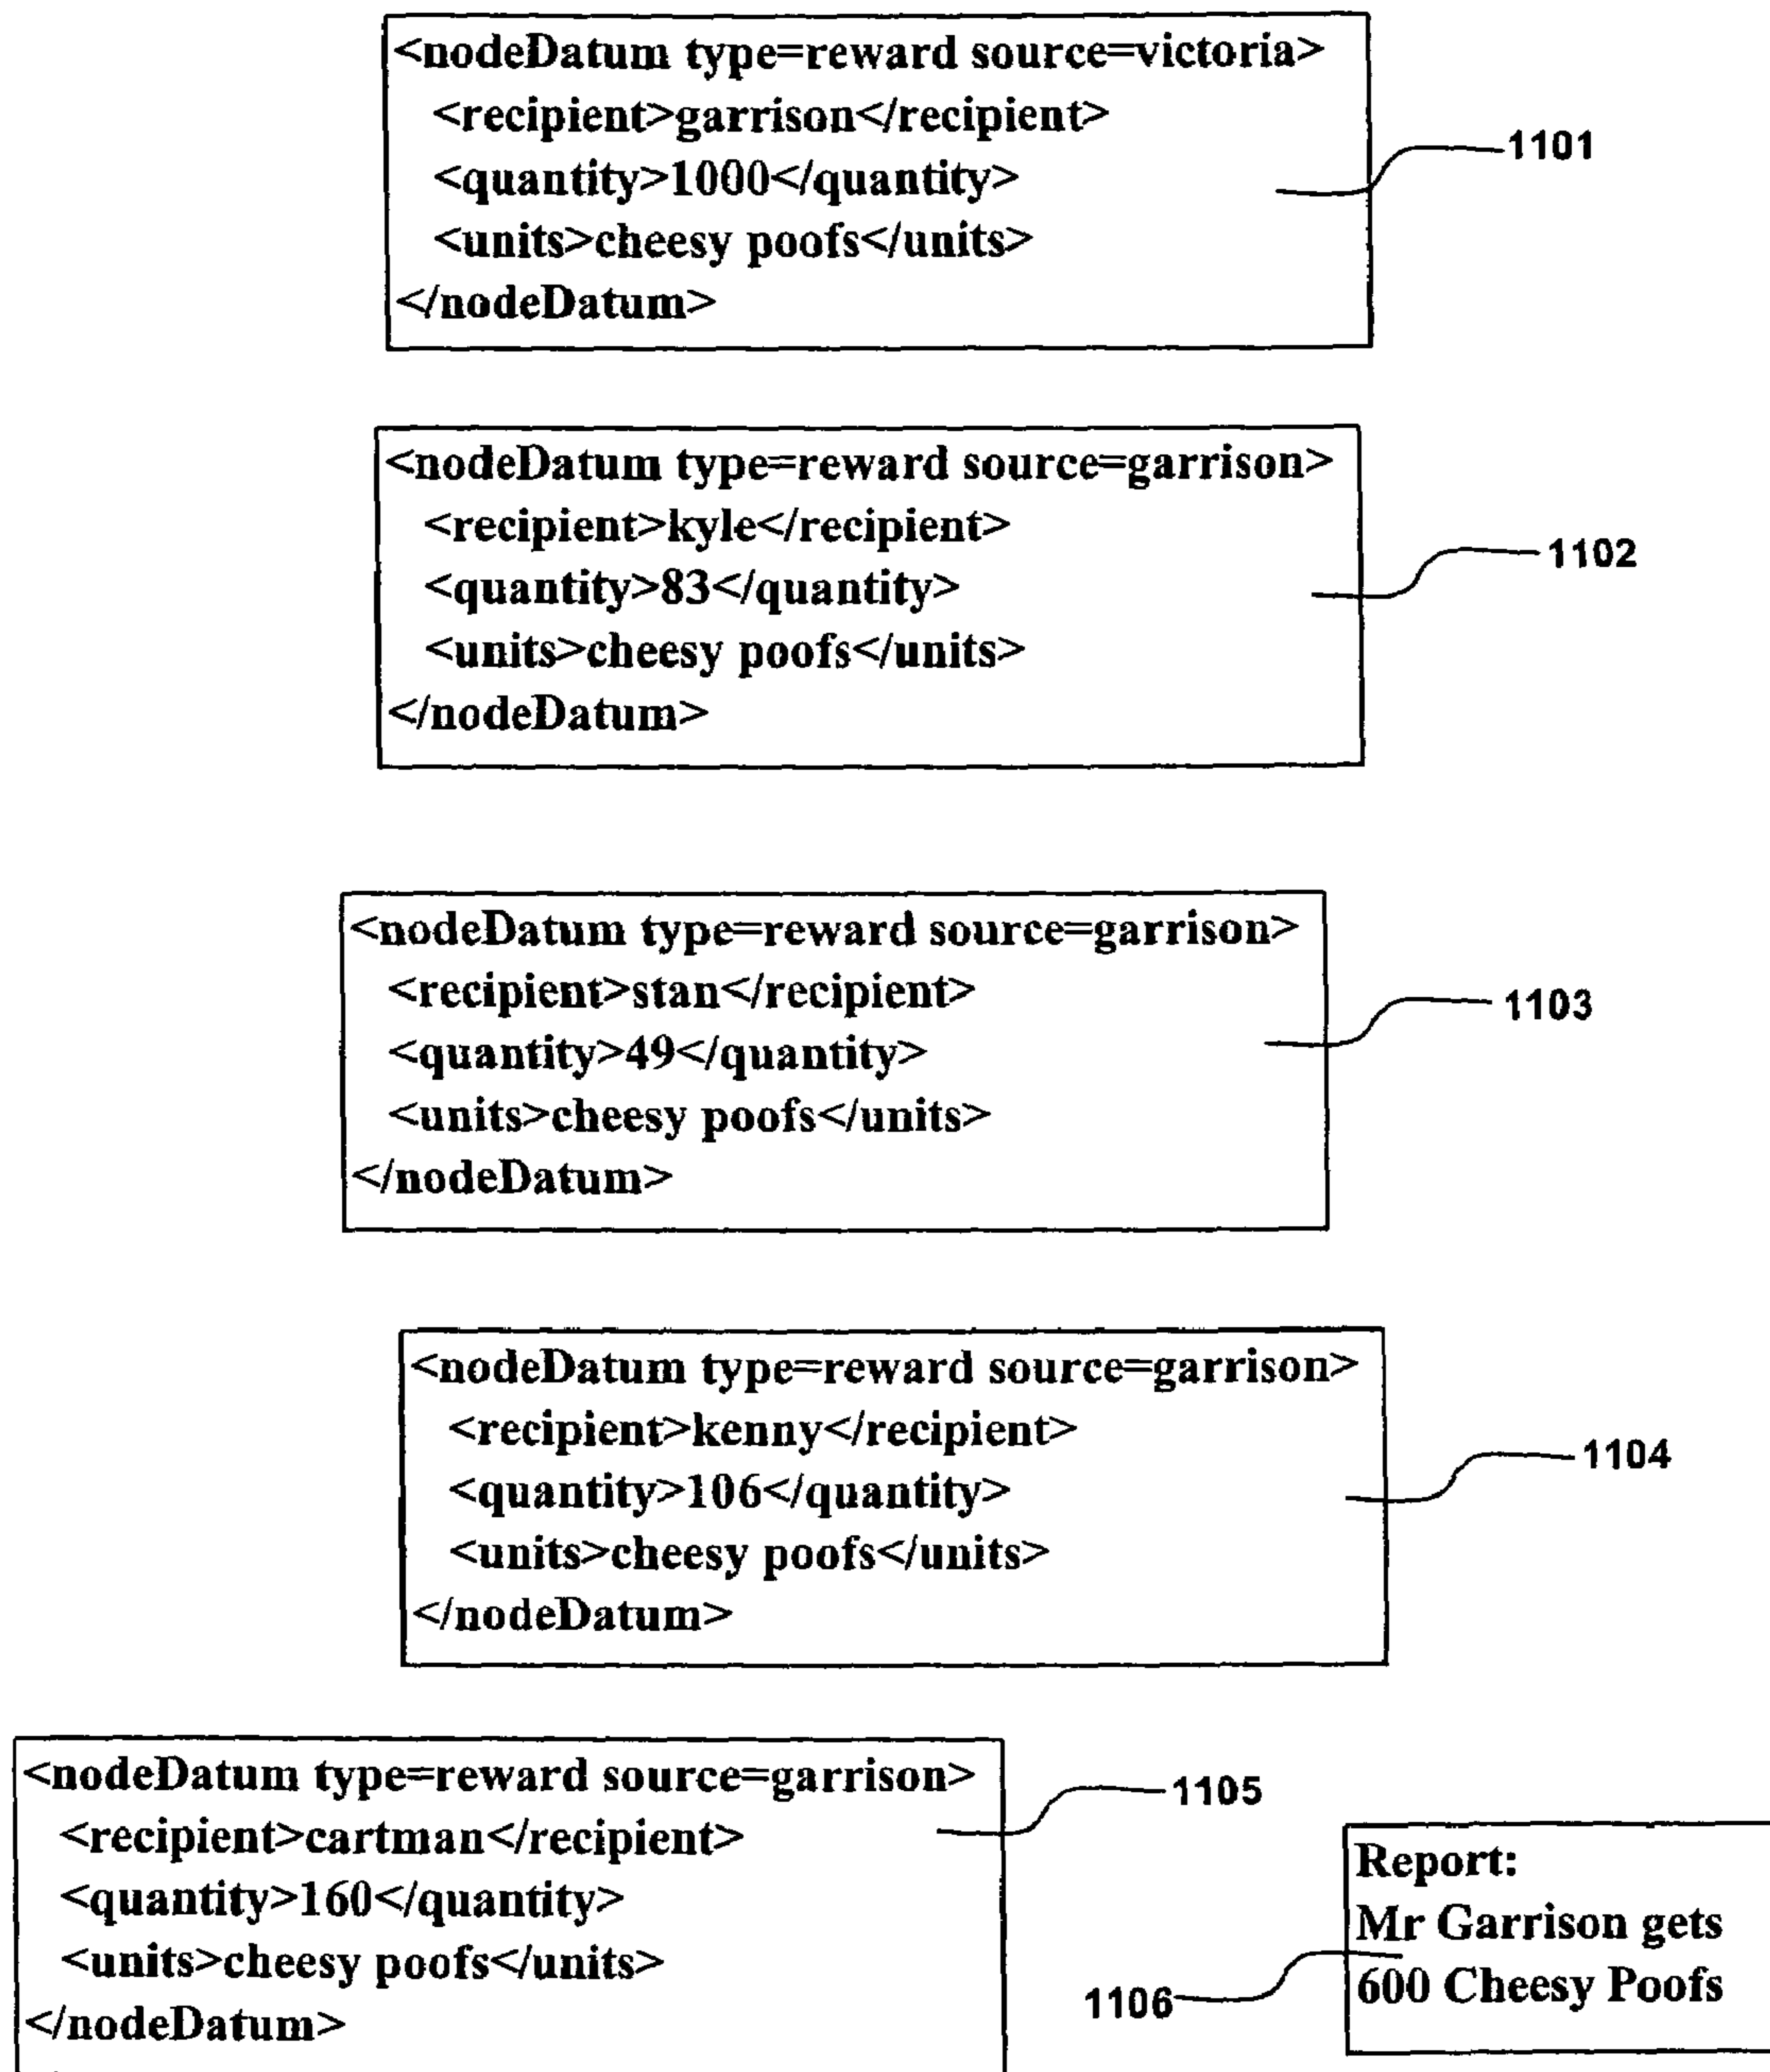 <nodeDatum type=reward source=victoria>
<recipient>garrison</recipient>
<quantity>1000</quantity>
<units>cheesy poofs</units>
</nodeDatum>
1101
<nodeDatum type=reward source=garrison>
<recipient>kyle</recipient>
<quantity>83</quantity>
<units>cheesy poofs</units>
</nodeDatum>
1102
<nodeDatum type=reward source=garrison>
<recipient>stan</recipient>
<quantity>49</quantity>
<units>cheesy poofs</units>
</nodeDatum>
1103
<nodeDatum type=reward source=garrison>
<recipient>kenny</recipient>
<quantity>106</quantity>
<units>cheesy poofs</units>
</nodeDatum>
1104
<nodeDatum type=reward source=garrison>
<recipient>cartman</recipient>
<quantity>160</quantity>
<units>cheesy poofs</units>
</nodeDatum>
1105
Report:
Mr Garrison gets
600 Cheesy Poofs
1106